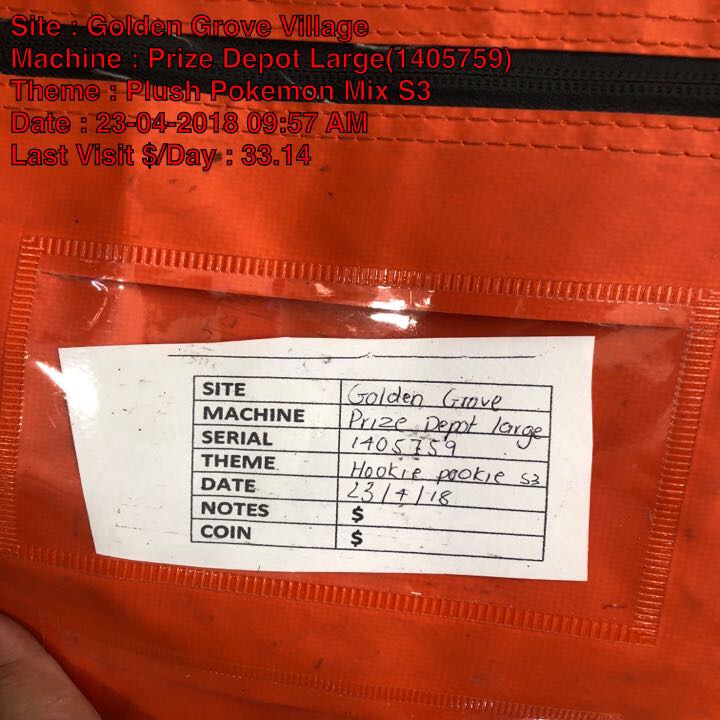 Site : Golden Grove Village
Machine : Prize Depot Large(1405759)
Theme : Plush Pokemon Mix S3
Date : 23-04-2018 09:57 AM
Last Visit $/Day : 33.14
SITE Golden Grove
MACHINE Prize Depot large
SERIAL 1405759
THEME Hookie pookie s3
DATE 23/4/18
NOTES $
COIN $